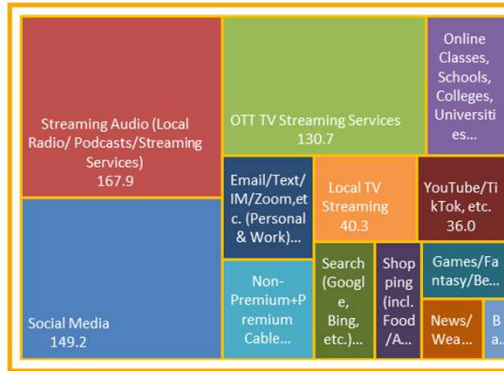 Streaming Audio (Local
Radio/ Podcasts/Streaming
Services)
167.9
Social Media
149.2
OTT TV Streaming Services
130.7
Online
Classes,
Schools,
Colleges,
Universiti
es...
Email/Text/
IM/Zoom,et
c. (Personal
& Work)...
Local TV
Streaming
40.3
YouTube/Ti
kTok, etc.
36.0
Non-
Premium+P
remium
Cable...
Search
(Googl
e,
Bing,
etc.)...
Sho
pping
(incl.
Food
/A...
Games/Fa
ntasy/Be...
News/
Wea...
B
a...